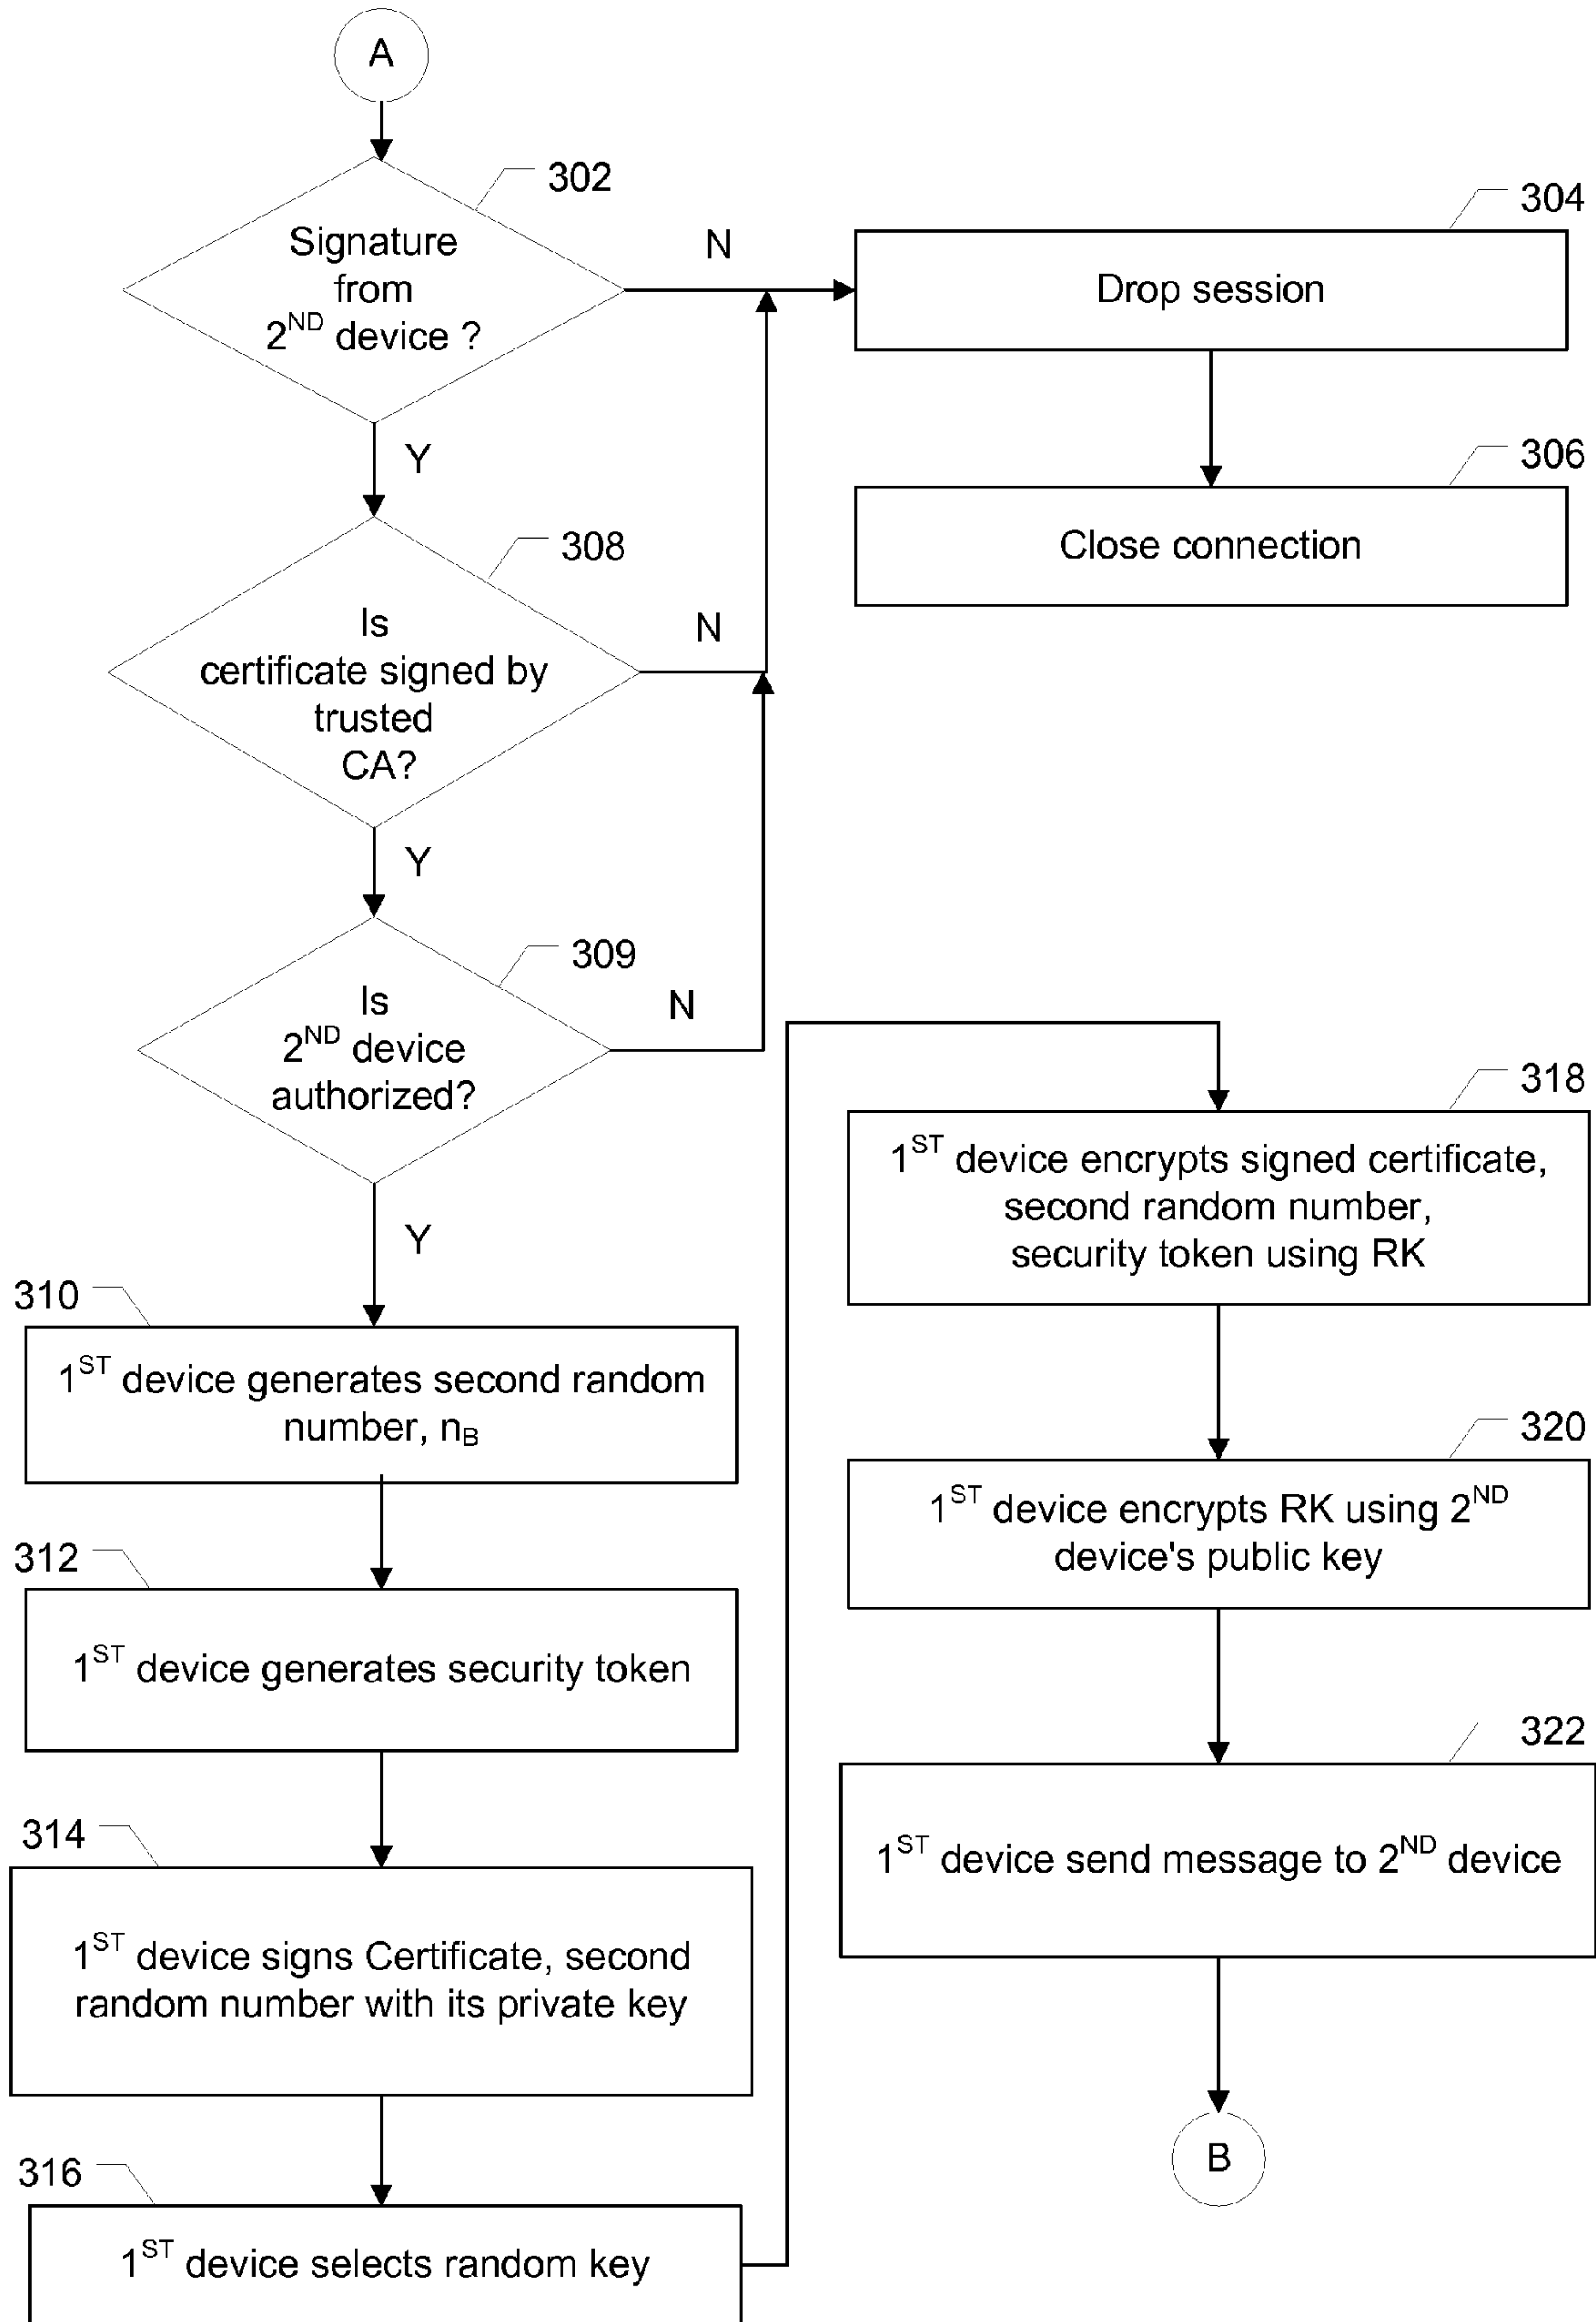 A
302
Signature
from
2ND device ?
N
Y
304
Drop session
306
Close connection
308
Is
certificate signed by
trusted
CA?
N
Y
309
Is
2ND device
authorized?
N
Y
310
1ST device generates second random
number, nB
312
1ST device generates security token
314
1ST device signs Certificate, second
random number with its private key
316
1ST device selects random key
318
1ST device encrypts signed certificate,
second random number,
security token using RK
320
1ST device encrypts RK using 2ND
device's public key
322
1ST device send message to 2ND device
B